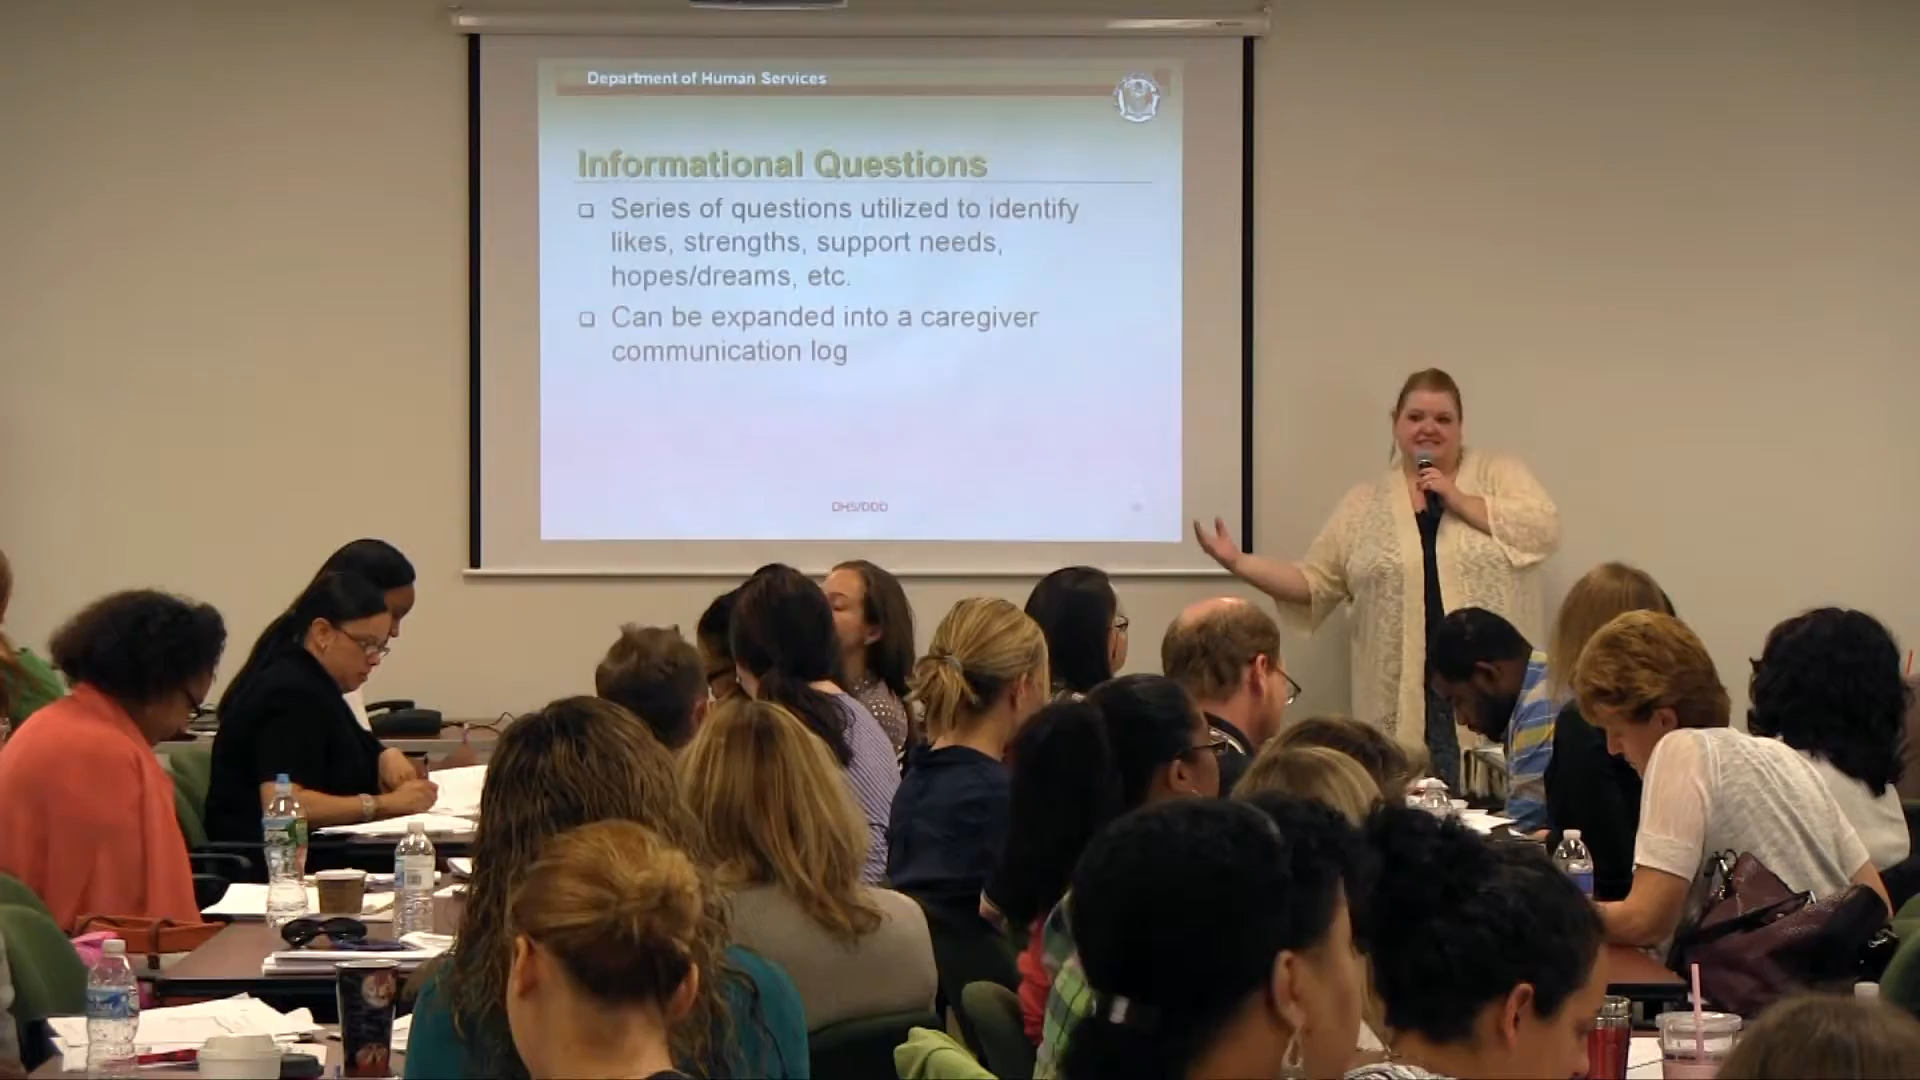 Department of Human Services
Informational Questions
Series of questions utilized to identify
likes, strengths, support needs,
hopes/dreams, etc.
Can be expanded into a caregiver
communication log
DHS/DDD